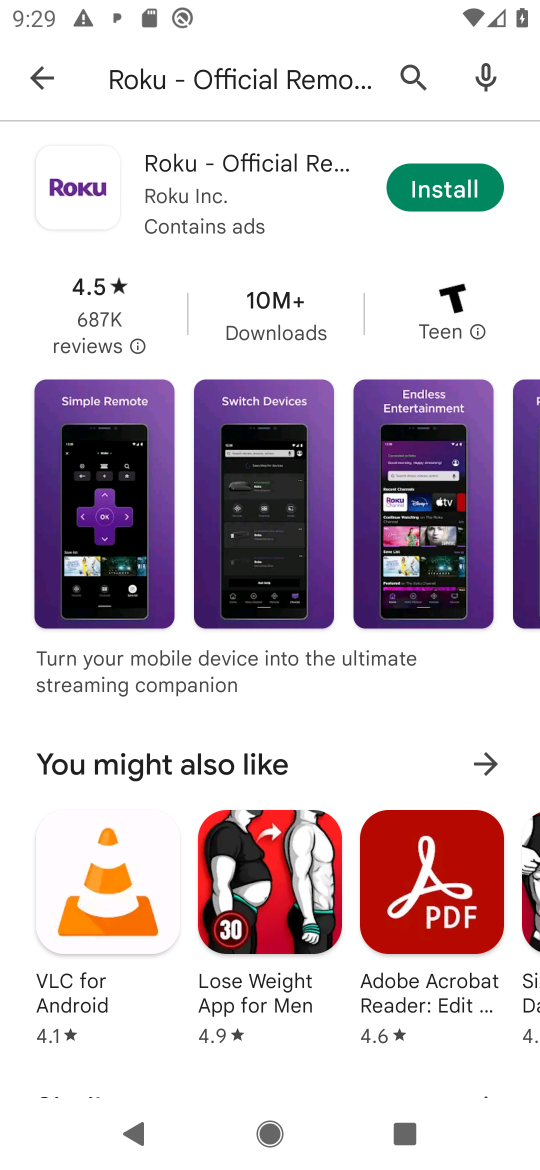 9:29
Roku - Official Remo...
Roku
Roku - Official Re...
Roku Inc.
Contains ads
Install
4.5★
687K
reviews
10M+
Downloads
T
Teen
Simple Remote
OK
Switch Devices
Endless
Entertainment
Turn your mobile device into the ultimate
streaming companion
You might also like
30
PDF
VLC for
Android
4.1★
Lose Weight
App for Men
4.9★
Adobe Acrobat
Reader: Edit ...
4.6★